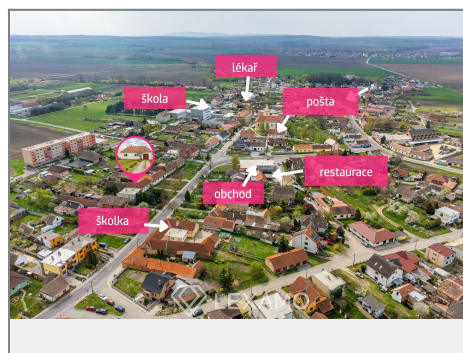 lékař
škola
pošta
restaurace
obchod
školka
LEXAMO